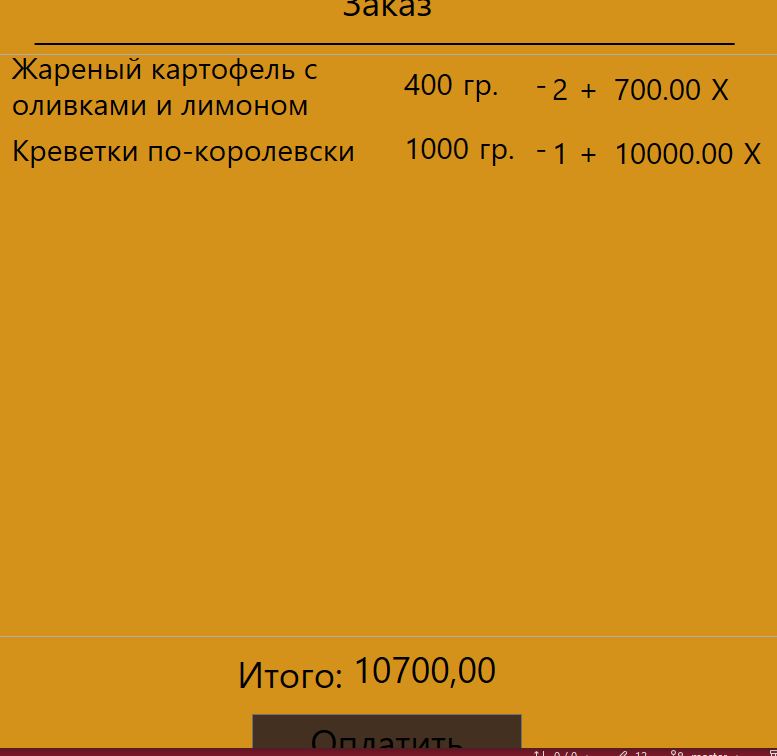 Заказ
Жареный картофель с
оливками и лимоном
400 гр. - 2 + 700.00 X
Креветки по-королевски 1000 гр. - 1 + 10000.00 X
Итого: 10700,00
Оплатить